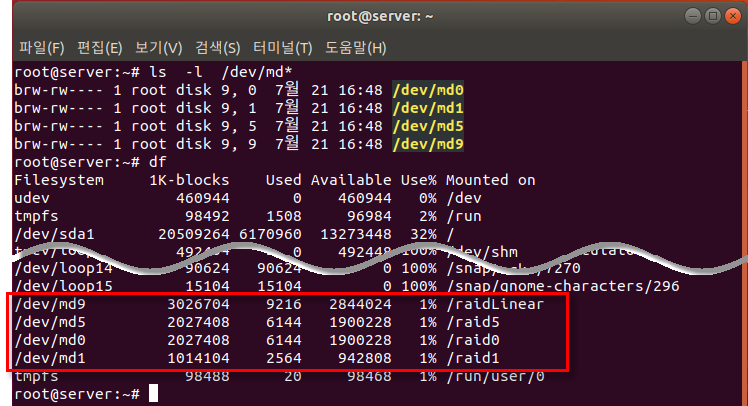 root@server: ~
파일(F) 편집(E) 보기(V) 검색(S) 터미널(T) 도움말(H)
root@server:~# ls  -l  /dev/md*
brw-rw---- 1 root disk 9, 0  7월 21 16:48 /dev/md0
brw-rw---- 1 root disk 9, 1  7월 21 16:48 /dev/md1
brw-rw---- 1 root disk 9, 5  7월 21 16:48 /dev/md5
brw-rw---- 1 root disk 9, 9  7월 21 16:48 /dev/md9
root@server:~# df
Filesystem     1K-blocks    Used Available Use% Mounted on
udev              460944       0    460944   0% /dev
tmpfs              98492    1508     96984   2% /run
/dev/sda1       20509264 6170960  13273448  32% /
0 492448 /dev/shm
/dev/loop14        90624   90624         0 100% /7270
/dev/loop15        15104   15104         0 100% /snap/gnome-characters/296
/dev/md9         3026704    9216   2844024   1% /raidLinear
/dev/md5         2027408    6144   1900228   1% /raid5
/dev/md0         2027408    6144   1900228   1% /raid0
/dev/md1         1014104    2564    942808   1% /raid1
tmpfs              98488      20     98468   1% /run/user/0
root@server:~#